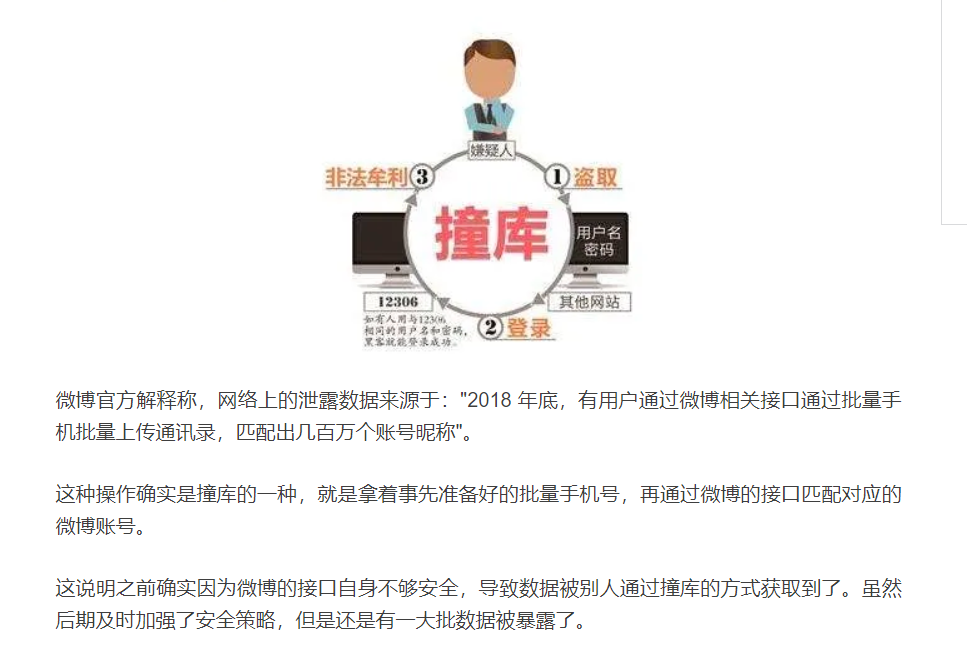 嫌疑人
非法牟利 3
1 盗取
撞库
用户名
密码
12306
其他网站
如有人用与12306
相同的用户名和密码，
黑客就能登录成功。
2 登录
微博官方解释称，网络上的泄露数据来源于："2018 年底，有用户通过微博相关接口通过批量手
机批量上传通讯录，匹配出几百万个账号昵称"。
这种操作确实是撞库的一种，就是拿着事先准备好的批量手机号，再通过微博的接口匹配对应的
微博账号。
这说明之前确实因为微博的接口自身不够安全，导致数据被别人通过撞库的方式获取到了。虽然
后期及时加强了安全策略，但是还是有一大批数据被暴露了。